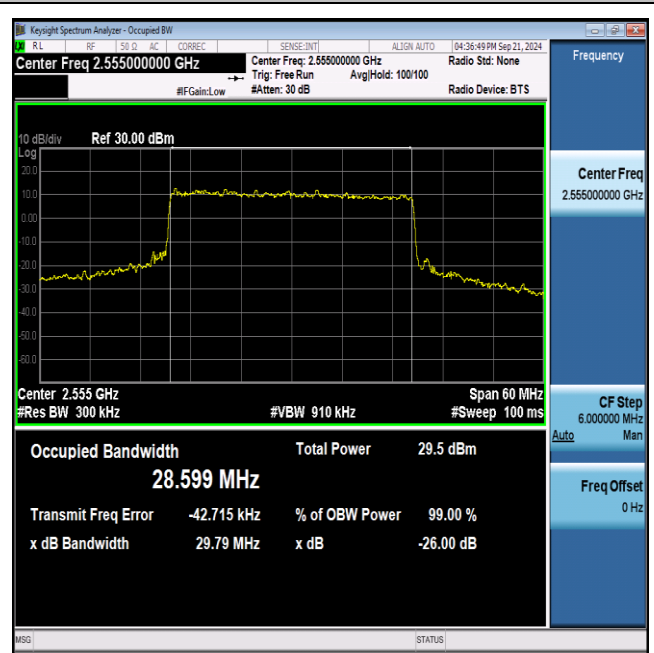 Keysight Spectrum Analyzer - Occupied BW
LXI RL RF 50 Ω AC CORREC SENSE:INT ALIGN AUTO 04:36:49 PM Sep 21, 2024
Center Freq 2.555000000 GHz
Center Freq: 2.555000000 GHz Radio Std: None
Trig: Free Run Avg|Hold: 100/100
#IFGain:Low #Atten: 30 dB Radio Device: BTS
10 dB/div Ref 30.00 dBm
Log
20.0
10.0
0.00
-10.0
-20.0
-30.0
-40.0
-50.0
-60.0
Center 2.555 GHz Span 60 MHz
#Res BW 300 kHz #VBW 910 kHz #Sweep 100 ms
Occupied Bandwidth Total Power 29.5 dBm
28.599 MHz
Transmit Freq Error -42.715 kHz % of OBW Power 99.00 %
x dB Bandwidth 29.79 MHz x dB -26.00 dB
MSG STATUS
Frequency
Center Freq
2.555000000 GHz
CF Step
6.000000 MHz
Auto Man
Freq Offset
0 Hz